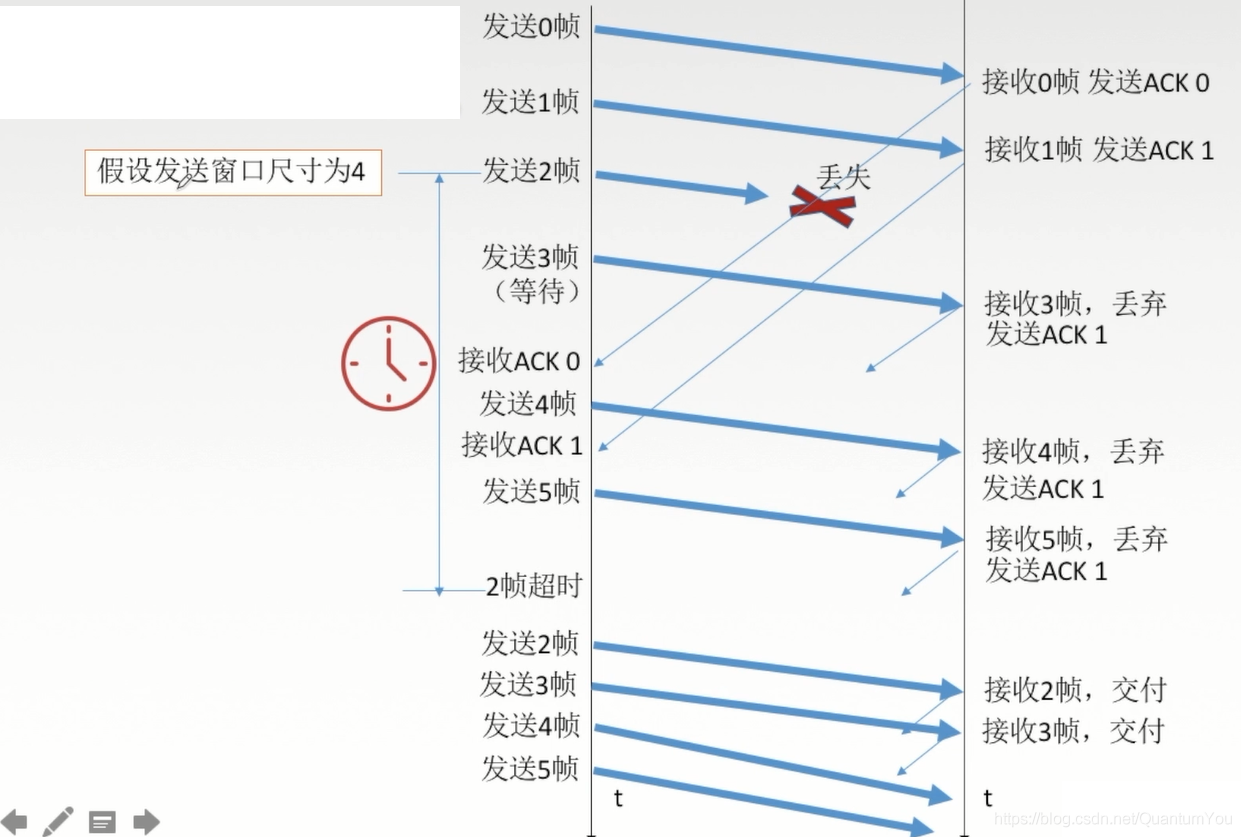 发送0帧
接收0帧 发送ACK 0
发送1帧
接收1帧 发送ACK 1
假设发送窗口尺寸为4
发送2帧
丢失
发送3帧
（等待）
接收3帧，丢弃
发送ACK 1
接收ACK 0
发送4帧
接收ACK 1
接收4帧，丢弃
发送ACK 1
发送5帧
接收5帧，丢弃
发送ACK 1
2帧超时
发送2帧
发送3帧
接收2帧，交付
发送4帧
接收3帧，交付
发送5帧
t
t
https://blog.csdn.net/QuantumYou